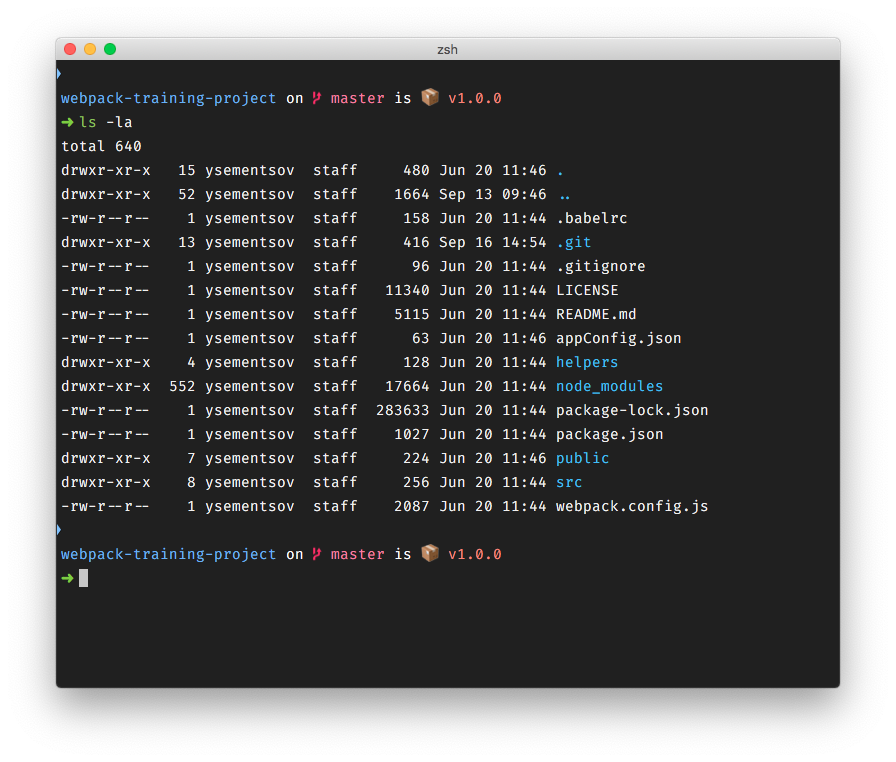 zsh
webpack-training-project on master is 📦 v1.0.0
➜ ls -la
total 640
drwxr-xr-x   15 ysementsov  staff     480 Jun 20 11:46 .
drwxr-xr-x   52 ysementsov  staff    1664 Sep 13 09:46 ..
-rw-r--r--    1 ysementsov  staff     158 Jun 20 11:44 .babelrc
drwxr-xr-x   13 ysementsov  staff     416 Sep 16 14:54 .git
-rw-r--r--    1 ysementsov  staff      96 Jun 20 11:44 .gitignore
-rw-r--r--    1 ysementsov  staff   11340 Jun 20 11:44 LICENSE
-rw-r--r--    1 ysementsov  staff    5115 Jun 20 11:44 README.md
-rw-r--r--    1 ysementsov  staff      63 Jun 20 11:46 appConfig.json
drwxr-xr-x    4 ysementsov  staff     128 Jun 20 11:44 helpers
drwxr-xr-x  552 ysementsov  staff   17664 Jun 20 11:44 node_modules
-rw-r--r--    1 ysementsov  staff  283633 Jun 20 11:44 package-lock.json
-rw-r--r--    1 ysementsov  staff    1027 Jun 20 11:44 package.json
drwxr-xr-x    7 ysementsov  staff     224 Jun 20 11:46 public
drwxr-xr-x    8 ysementsov  staff     256 Jun 20 11:44 src
-rw-r--r--    1 ysementsov  staff    2087 Jun 20 11:44 webpack.config.js
webpack-training-project on master is 📦 v1.0.0
➜